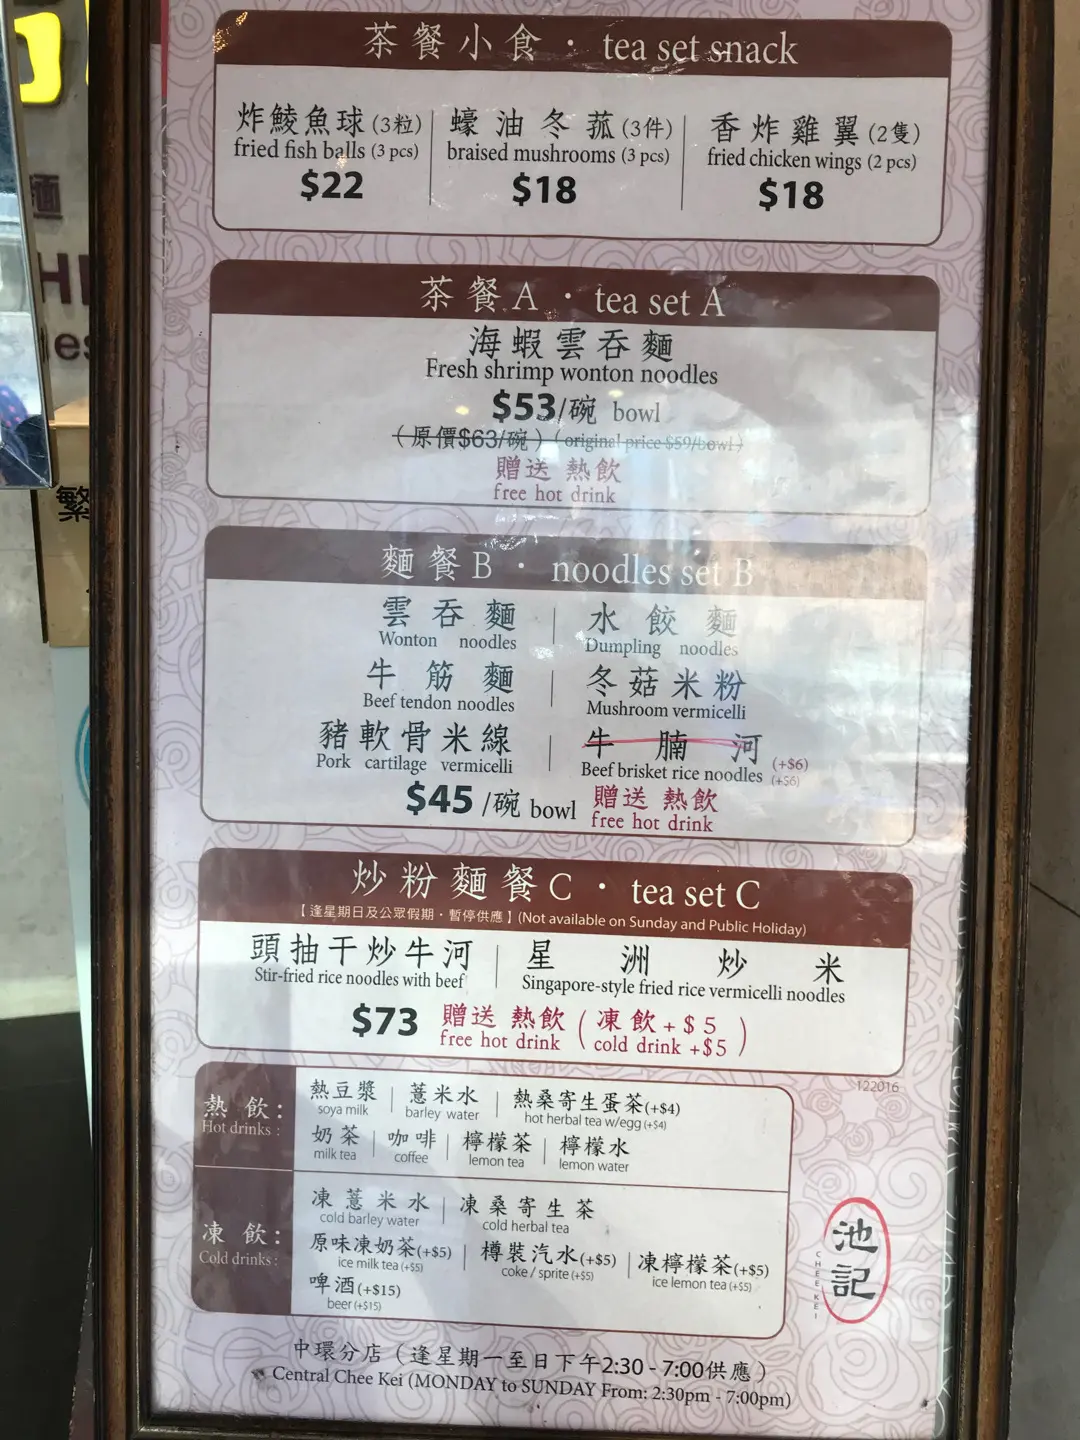 茶餐小食 · tea set snack
炸鯪魚球 (3粒)
fried fish balls (3 pcs)
$22
蠔油冬菰 (3件)
braised mushrooms (3 pcs)
$18
香炸雞翼 (2隻)
fried chicken wings (2 pcs)
$18
茶餐A · tea set A
海蝦雲吞麵
Fresh shrimp wonton noodles
$53/碗 bowl
(原價$63/碗) (original price $59/bowl)
贈送 熱飲
free hot drink
麵餐B · noodles set B
雲吞麵 | 水餃麵
Wonton noodles | Dumpling noodles
牛筋麵 | 冬菇米粉
Beef tendon noodles | Mushroom vermicelli
豬軟骨米線 | 牛腩河 (+$6)
Pork cartilage vermicelli | Beef brisket rice noodles (+$6)
$45 /碗 bowl 贈送 熱飲
free hot drink
炒粉麵餐C · tea set C
【逢星期日及公眾假期 · 暫停供應】(Not available on Sunday and Public Holiday)
頭抽干炒牛河 | 星洲炒米
Stir-fried rice noodles with beef | Singapore-style fried rice vermicelli noodles
$73 贈送 熱飲 (凍飲+$5)
free hot drink (cold drink +$5)
122016
熱飲:
Hot drinks :
熱豆漿 | 薏米水 | 熱桑寄生蛋茶(+$4)
soya milk | barley water | hot herbal tea w/egg (+$4)
奶茶 | 咖啡 | 檸檬茶 | 檸檬水
milk tea | coffee | lemon tea | lemon water
凍飲:
Cold drinks :
凍薏米水 | 凍桑寄生茶
cold barley water | cold herbal tea
原味凍奶茶(+$5) | 樽裝汽水(+$5) | 凍檸檬茶(+$5)
ice milk tea (+$5) | coke / sprite (+$5) | ice lemon tea (+$5)
啤酒(+$15)
beer (+$15)
池記
CHEE KEI
中環分店 (逢星期一至日下午2:30 - 7:00供應)
Central Chee Kei (MONDAY to SUNDAY From: 2:30pm - 7:00pm)
麵
繁